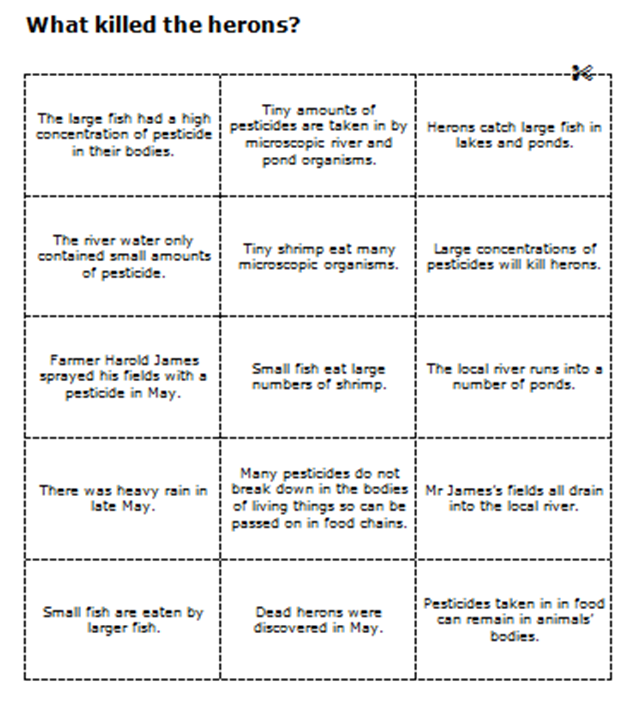 What killed the herons?
The large fish had a high
concentration of pesticide
in their bodies.
Tiny amounts of
pesticides are taken in by
microscopic river and
pond organisms.
Herons catch large fish in
lakes and ponds.
The river water only
contained small amounts
of pesticide.
Tiny shrimp eat many
microscopic organisms.
Large concentrations of
pesticides will kill herons.
Farmer Harold James
sprayed his fields with a
pesticide in May.
Small fish eat large
numbers of shrimp.
The local river runs into a
number of ponds.
There was heavy rain in
late May.
Many pesticides do not
break down in the bodies
of living things so can be
passed on in food chains.
Mr James's fields all drain
into the local river.
Small fish are eaten by
larger fish.
Dead herons were
discovered in May.
Pesticides taken in in food
can remain in animals'
bodies.